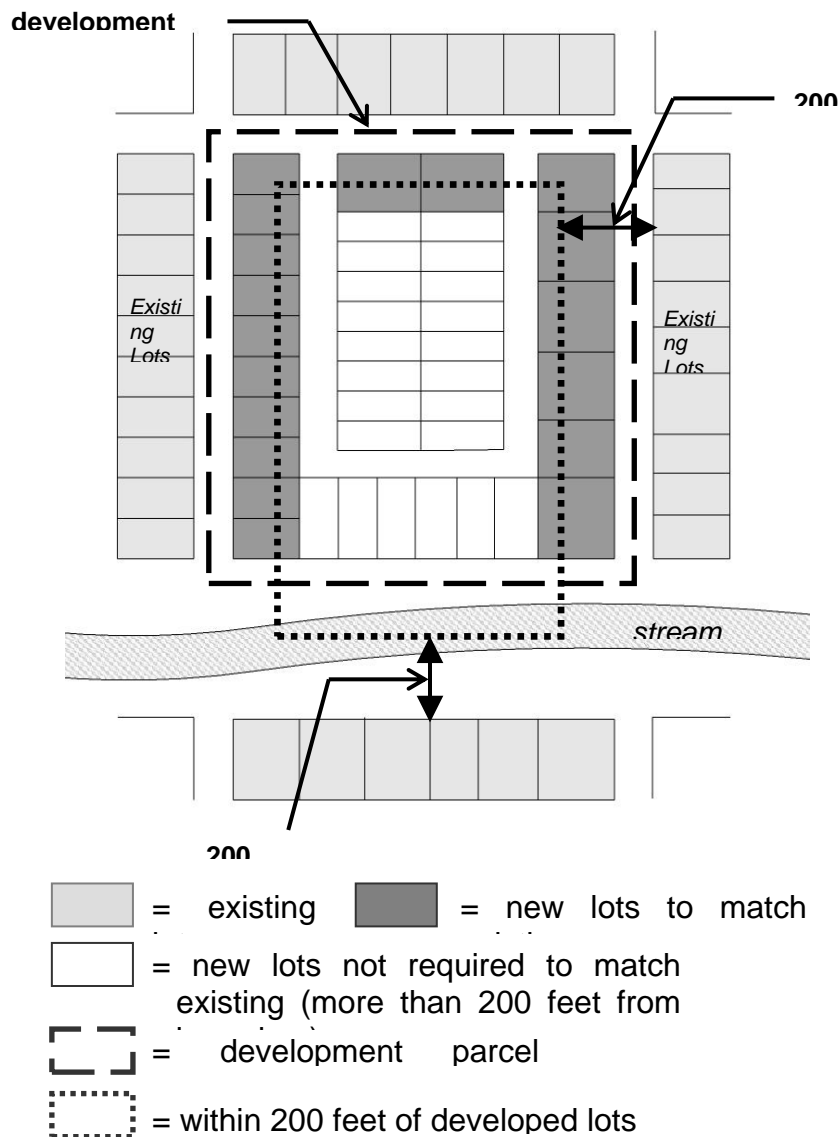 development
200
Existi
ng
Lots
Existi
ng
Lots
stream
200
= existing
= new lots to match
= new lots not required to match
existing (more than 200 feet from
= development parcel
= within 200 feet of developed lots